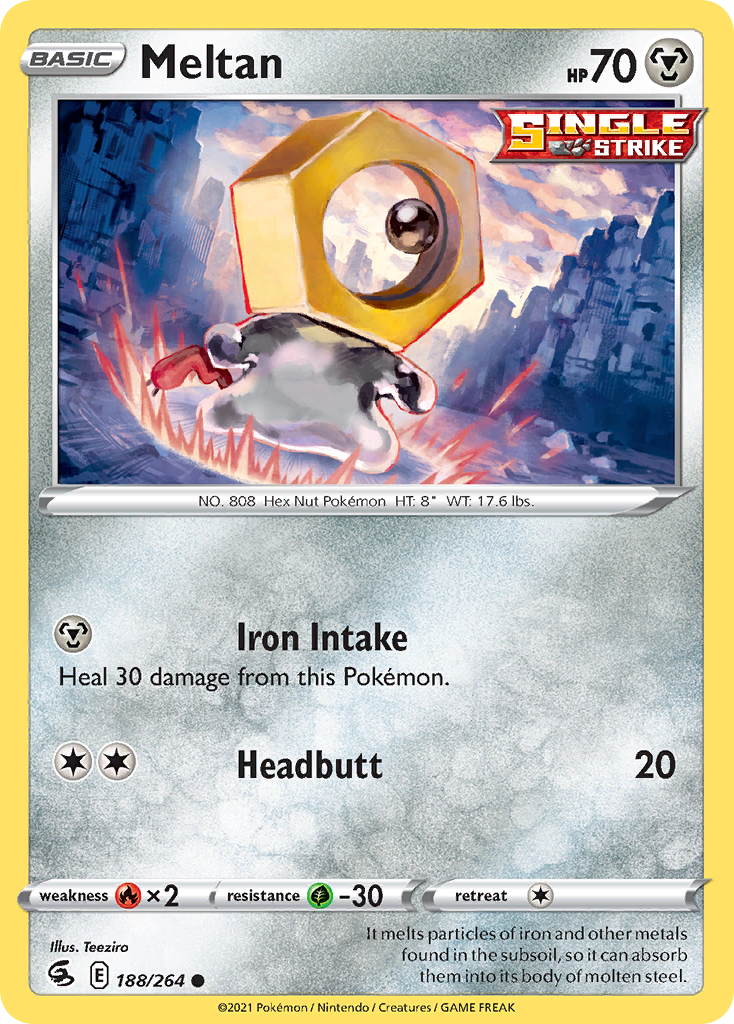 BASIC Meltan HP 70
SINGLE
STRIKE
NO. 808 Hex Nut Pokémon HT: 8" WT: 17.6 lbs.
Iron Intake
Heal 30 damage from this Pokémon.
Headbutt 20
weakness ×2 resistance -30 retreat
Illus. Teeziro
It melts particles of iron and other metals
found in the subsoil, so it can absorb
them into its body of molten steel.
E 188/264
©2021 Pokémon / Nintendo / Creatures / GAME FREAK